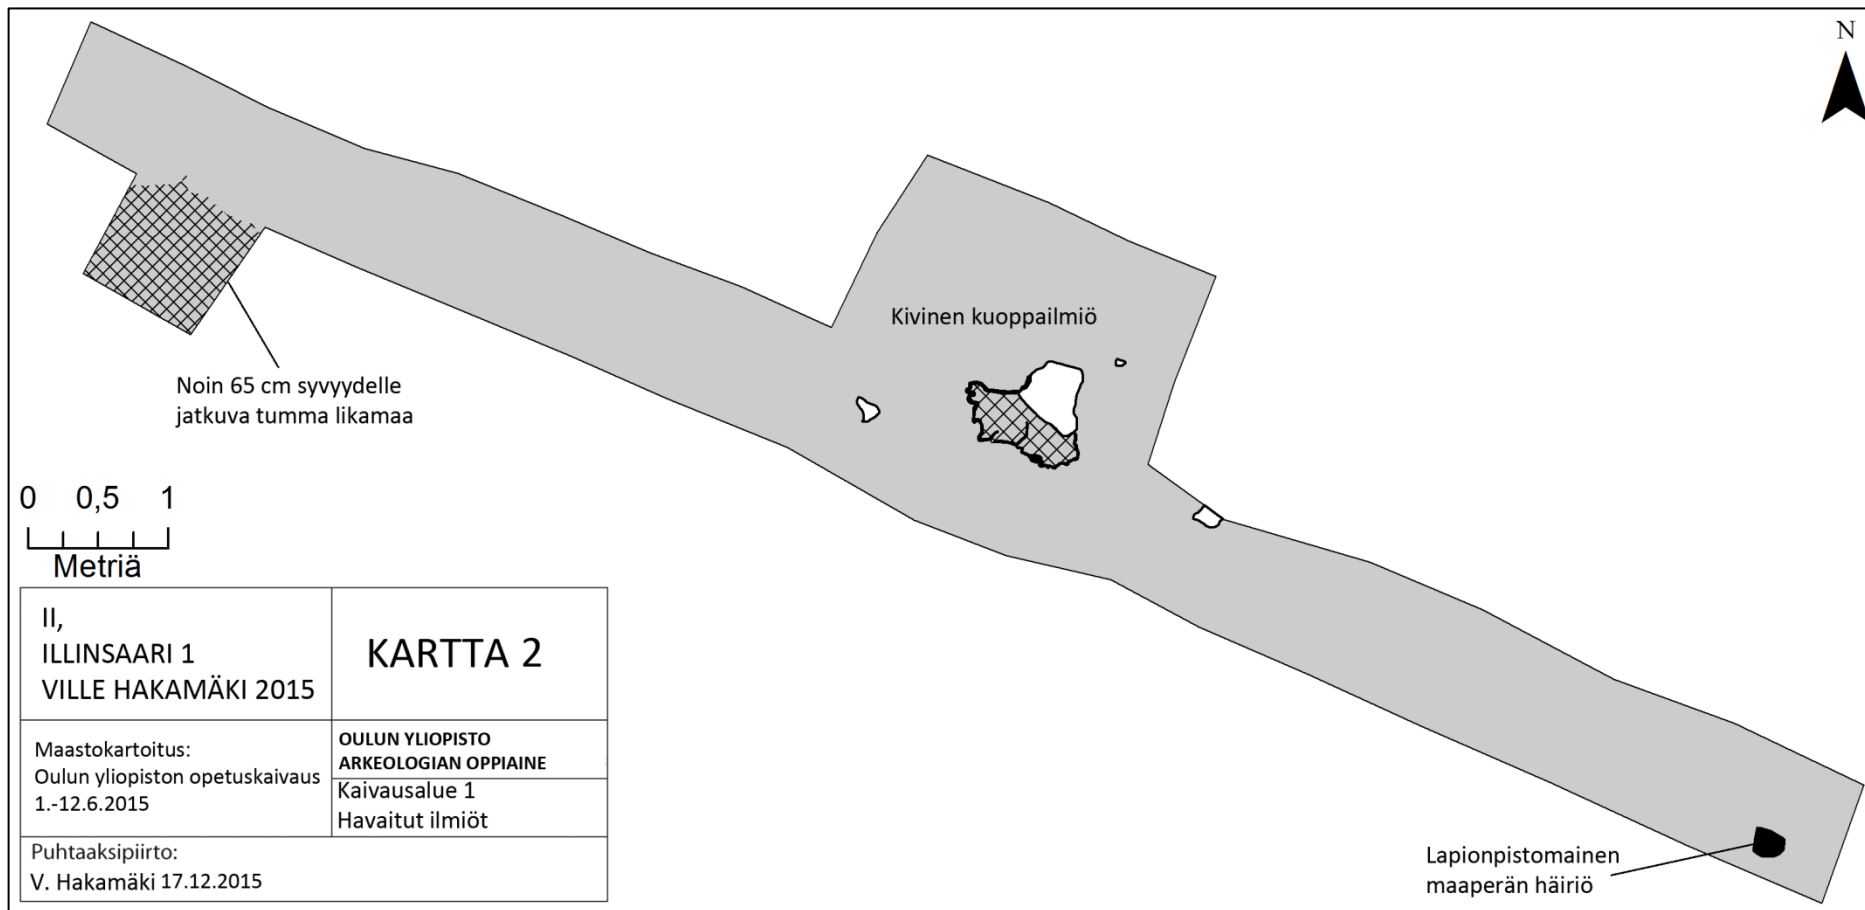 N
Kivinen kuoppailmiö
Noin 65 cm syvyydelle
jatkuva tumma likamaa
0 0,5 1
Metriä
II,
ILLINSAARI 1
VILLE HAKAMÄKI 2015
KARTTA 2
Maastokartoitus:
Oulun yliopiston opetuskaivaus
1.-12.6.2015
OULUN YLIOPISTO
ARKEOLOGIAN OPPIAINE
Kaivausalue 1
Havaitut ilmiöt
Puhtaaksipiirto:
V. Hakamäki 17.12.2015
Lapionpistomainen
maaperän häiriö